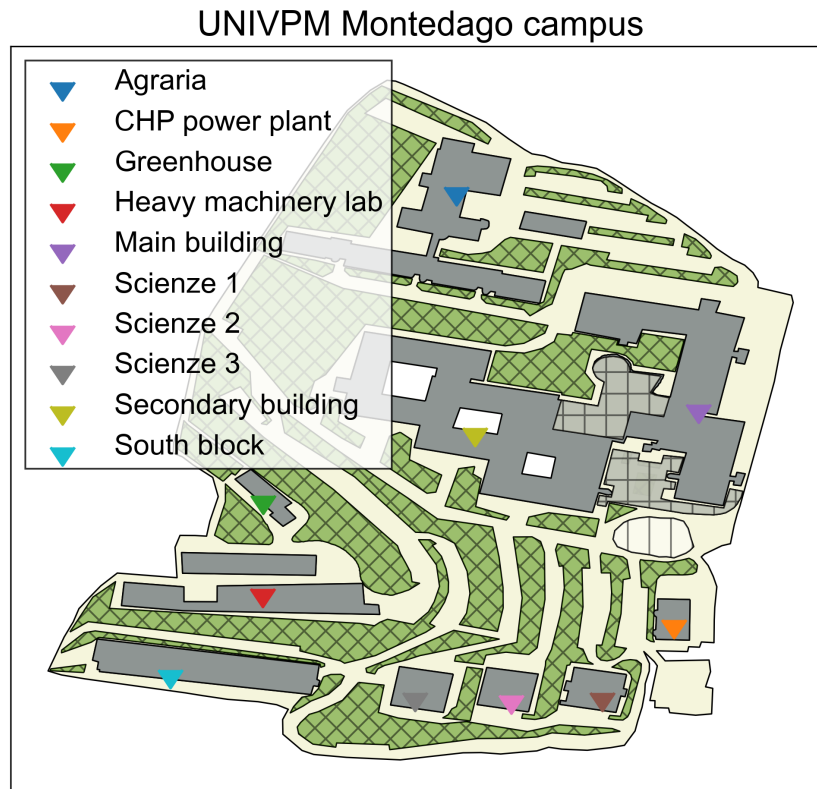 UNIVPM Montedago campus
Agraria
CHP power plant
Greenhouse
Heavy machinery lab
Main building
Scienze 1
Scienze 2
Scienze 3
Secondary building
South block